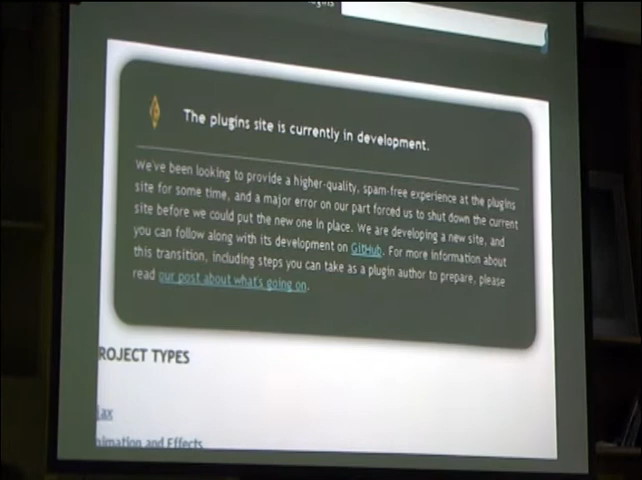 The plugins site is currently in development.
We've been looking to provide a higher-quality, spam-free experience at the plugins
site for some time, and a major error on our part forced us to shut down the current
site before we could put the new one in place. We are developing a new site, and
you can follow along with its development on GitHub. For more information about
this transition, including steps you can take as a plugin author to prepare, please
read our post about what's going on.
ROJECT TYPES
jax
nimation and Effects